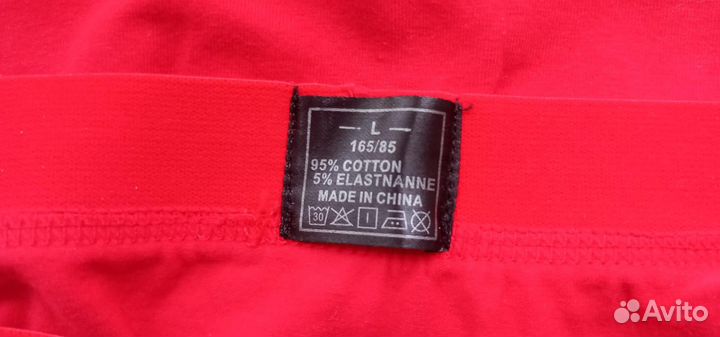 — L —
165/85
95% COTTON
5% ELASTNANNE
MADE IN CHINA
30
Avito